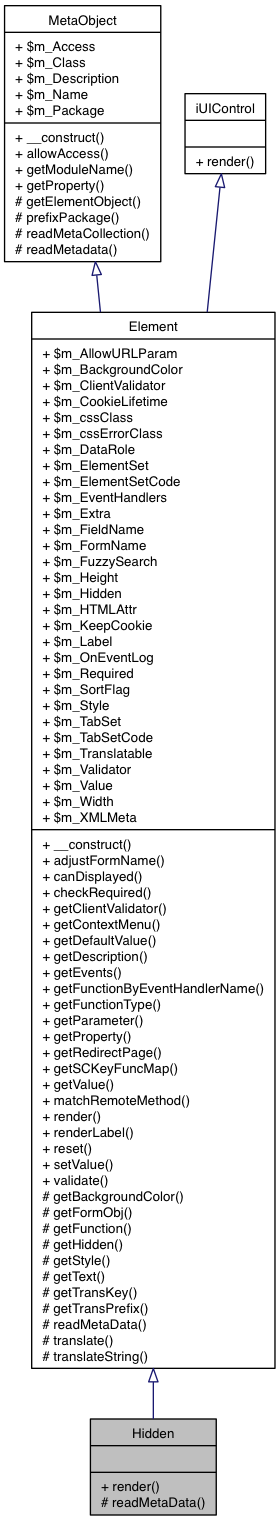 MetaObject
+ $m_Access
+ $m_Class
+ $m_Description
+ $m_Name
+ $m_Package
+ __construct()
+ allowAccess()
+ getModuleName()
+ getProperty()
# getElementObject()
# prefixPackage()
# readMetaCollection()
# readMetadata()
iUIControl
+ render()
Element
+ $m_AllowURLParam
+ $m_BackgroundColor
+ $m_ClientValidator
+ $m_CookieLifetime
+ $m_cssClass
+ $m_cssErrorClass
+ $m_DataRole
+ $m_ElementSet
+ $m_ElementSetCode
+ $m_EventHandlers
+ $m_Extra
+ $m_FieldName
+ $m_FormName
+ $m_FuzzySearch
+ $m_Height
+ $m_Hidden
+ $m_HTMLAttr
+ $m_KeepCookie
+ $m_Label
+ $m_OnEventLog
+ $m_Required
+ $m_SortFlag
+ $m_Style
+ $m_TabSet
+ $m_TabSetCode
+ $m_Translatable
+ $m_Validator
+ $m_Value
+ $m_Width
+ $m_XMLMeta
+ __construct()
+ adjustFormName()
+ canDisplayed()
+ checkRequired()
+ getClientValidator()
+ getContextMenu()
+ getDefaultValue()
+ getDescription()
+ getEvents()
+ getFunctionByEventHandlerName()
+ getFunctionType()
+ getParameter()
+ getProperty()
+ getRedirectPage()
+ getSCKeyFuncMap()
+ getValue()
+ matchRemoteMethod()
+ render()
+ renderLabel()
+ reset()
+ setValue()
+ validate()
# getBackgroundColor()
# getFormObj()
# getFunction()
# getHidden()
# getStyle()
# getText()
# getTransKey()
# getTransPrefix()
# readMetaData()
# translate()
# translateString()
Hidden
+ render()
# readMetaData()